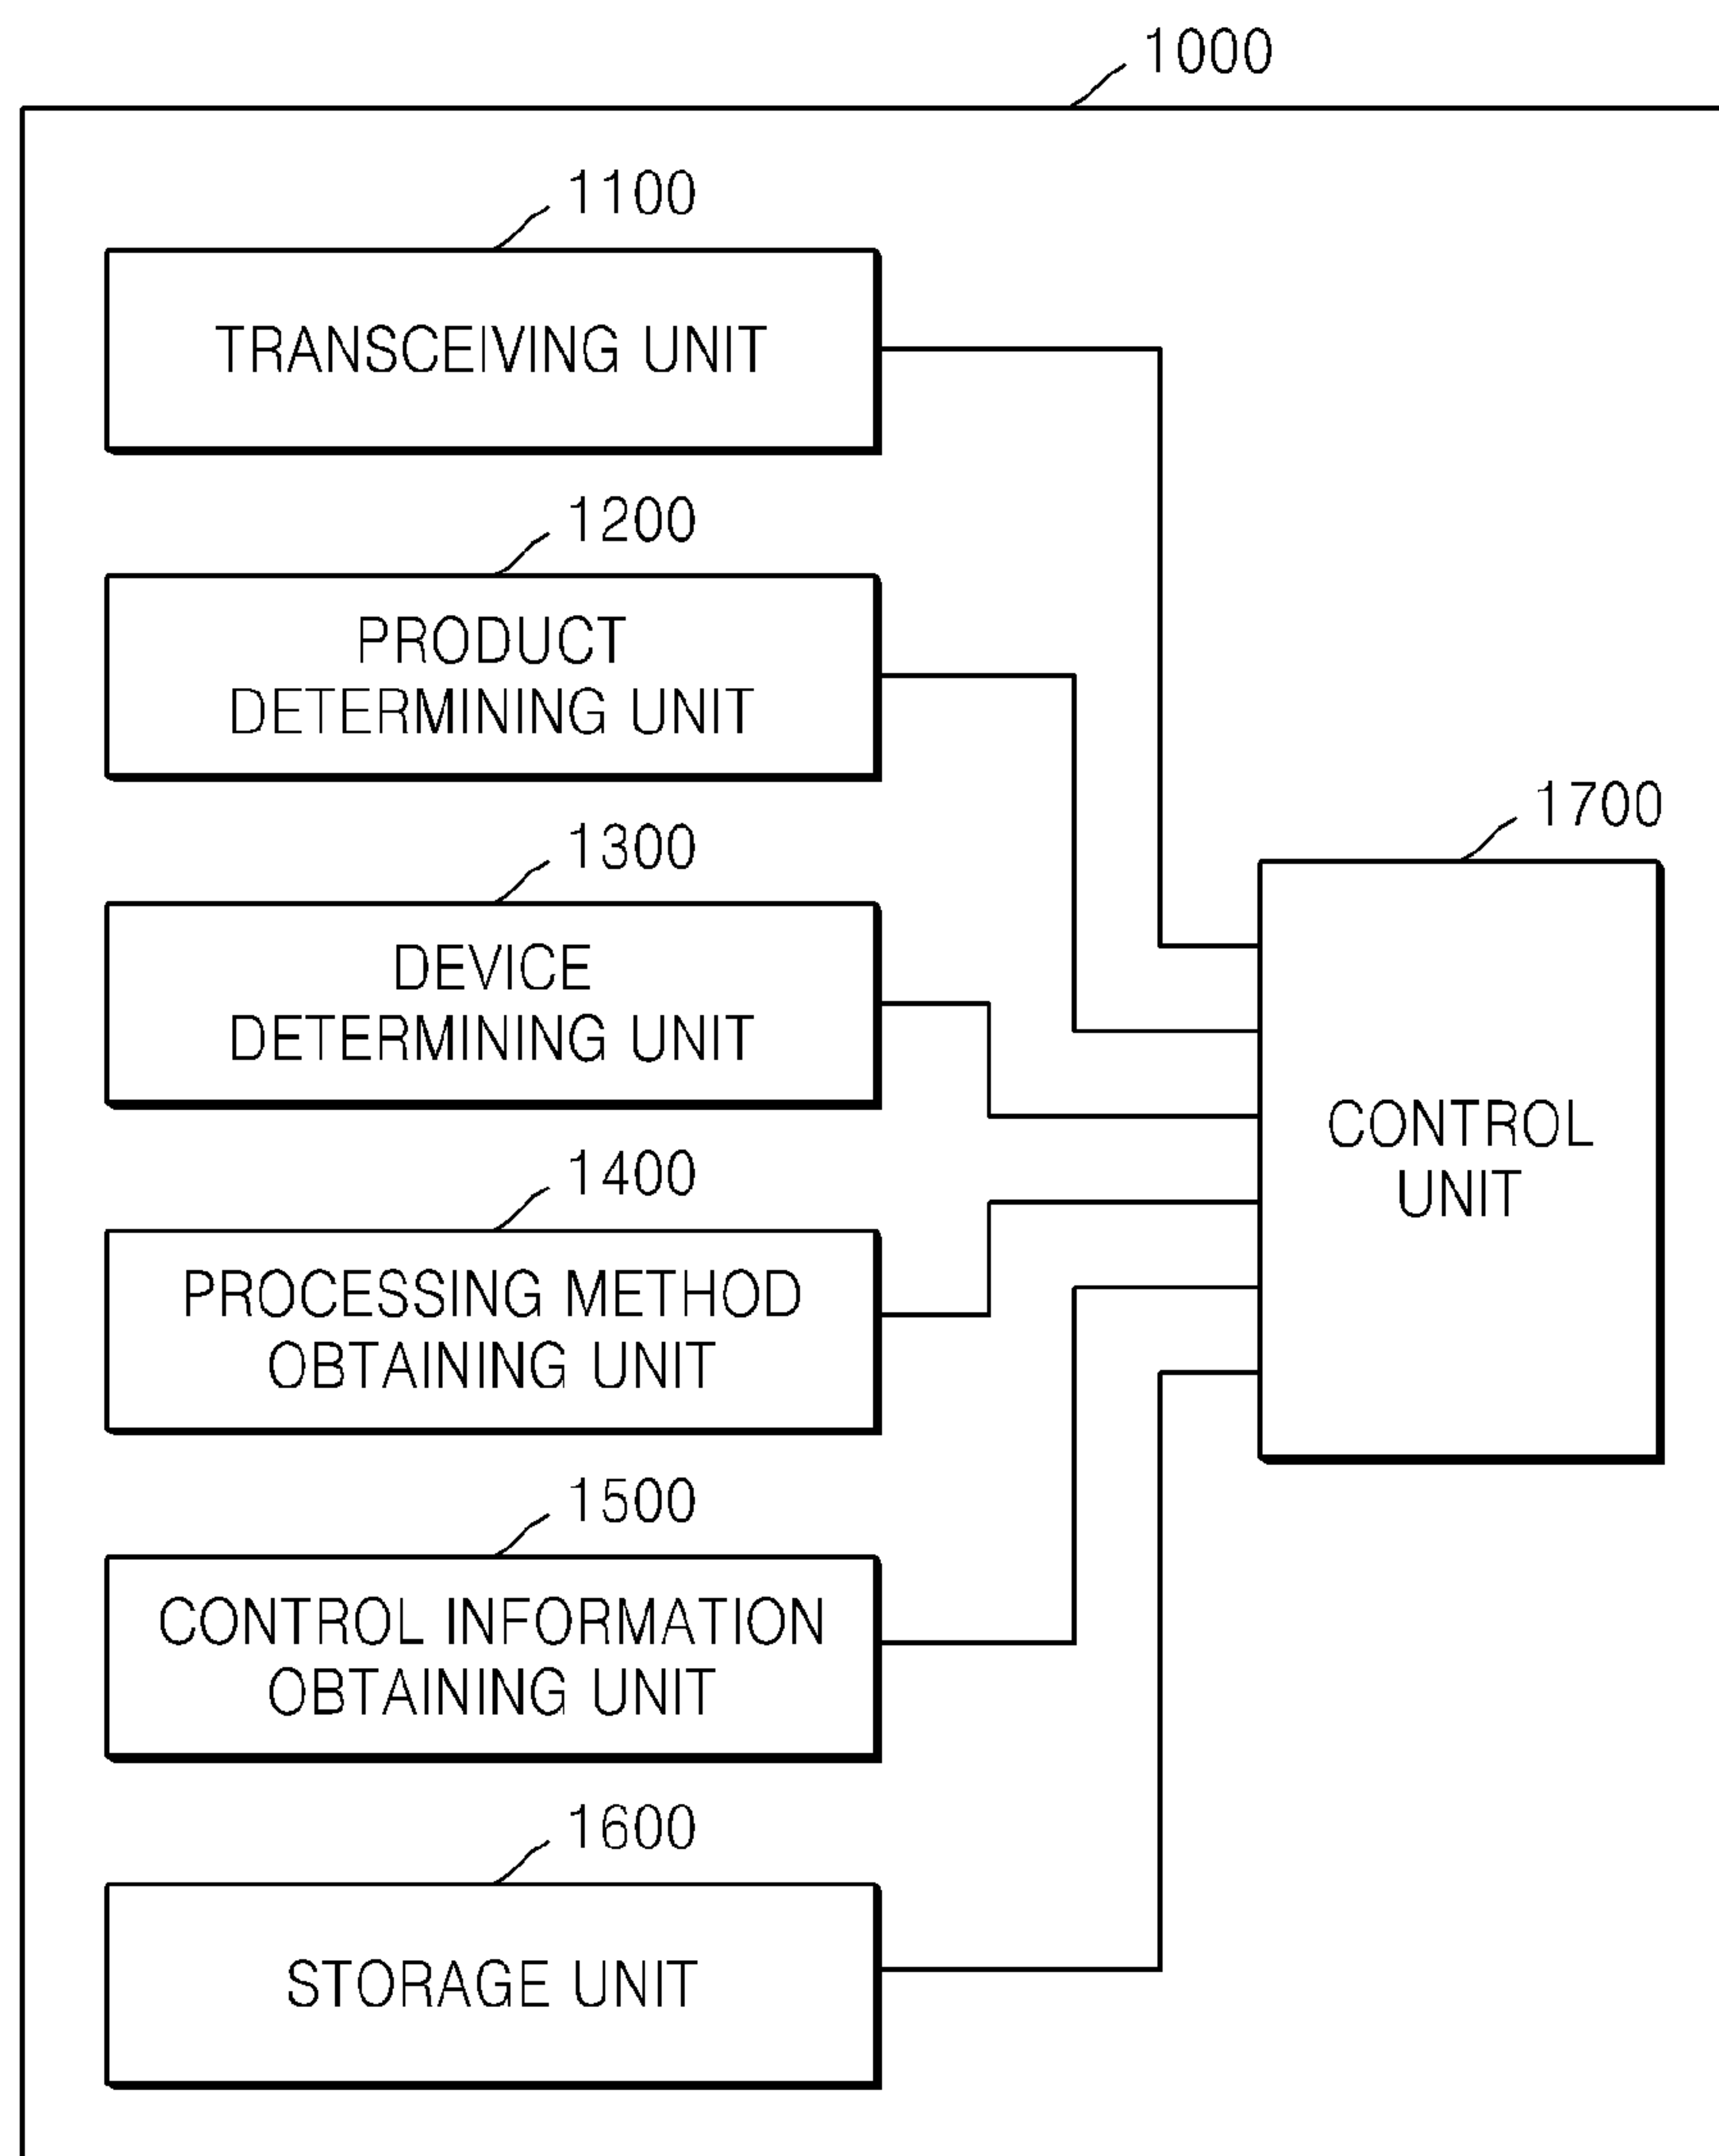 1000
1100
TRANSCEIVING UNIT
1200
PRODUCT
DETERMINING UNIT
1300
DEVICE
DETERMINING UNIT
1400
PROCESSING METHOD
OBTAINING UNIT
1500
CONTROL INFORMATION
OBTAINING UNIT
1600
STORAGE UNIT
1700
CONTROL
UNIT